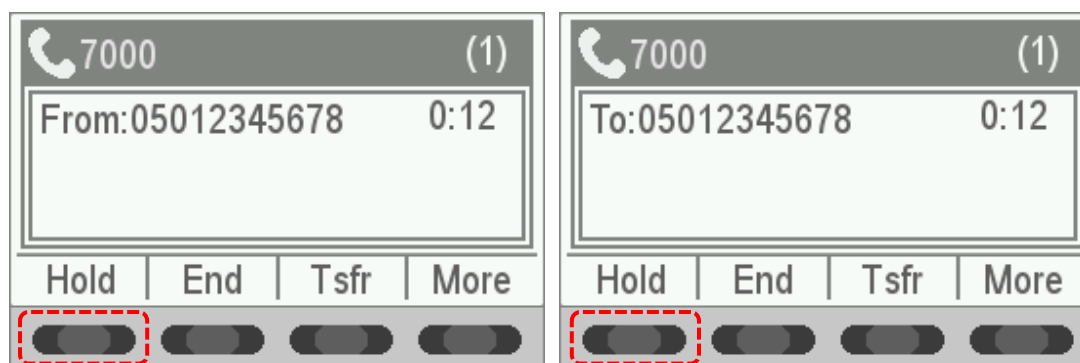 7000 (1)
From:05012345678 0:12
Hold End Tsfr More
7000 (1)
To:05012345678 0:12
Hold End Tsfr More